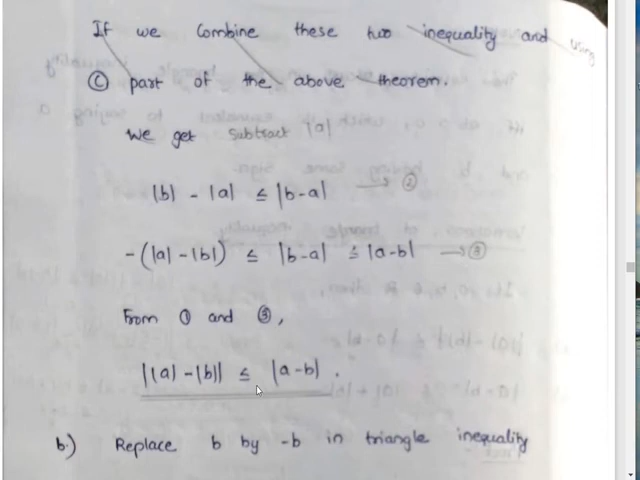 If we combine these two inequality and using
(c) part of the above theorem.
we get subtract |a|
|b| - |a| ≤ |b-a| → ②
-(|a| - |b|) ≤ |b-a| ≤ |a-b| → ③
From ① and ③,
||a| - |b|| ≤ |a-b|.
b.) Replace b by -b in triangle inequality